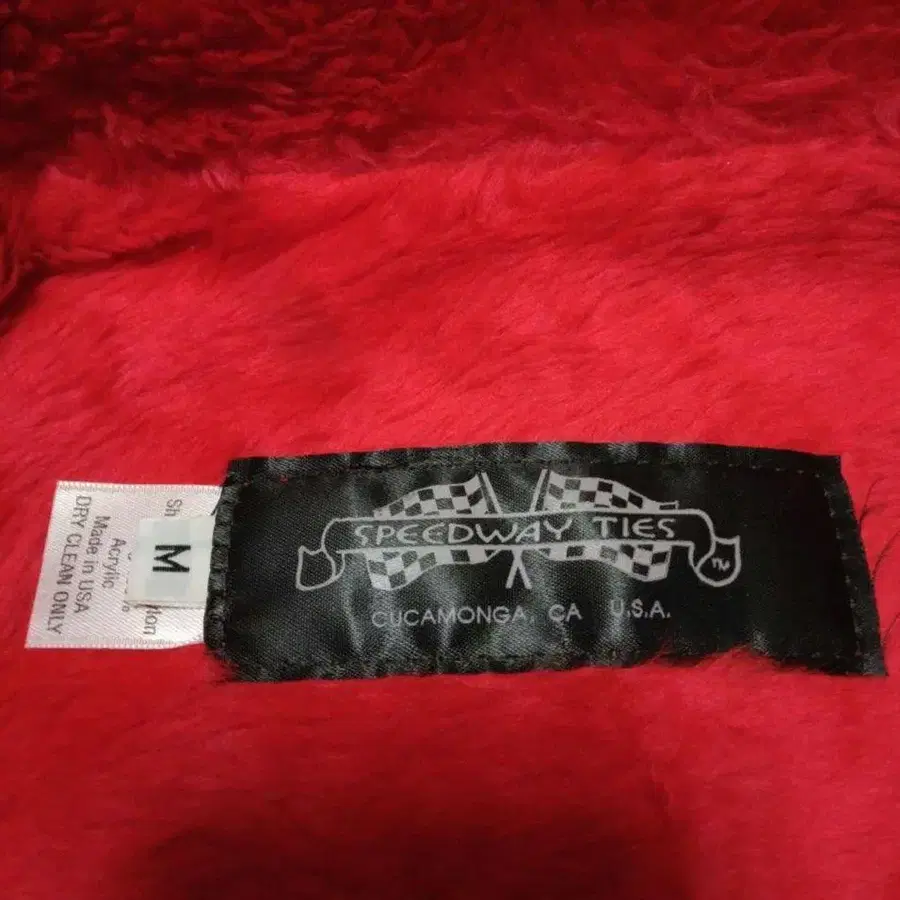 SPEEDWAY TIES
TM
CUCAMONGA, CA U.S.A.
M
Acrylic
Made in USA
DRY CLEAN ONLY